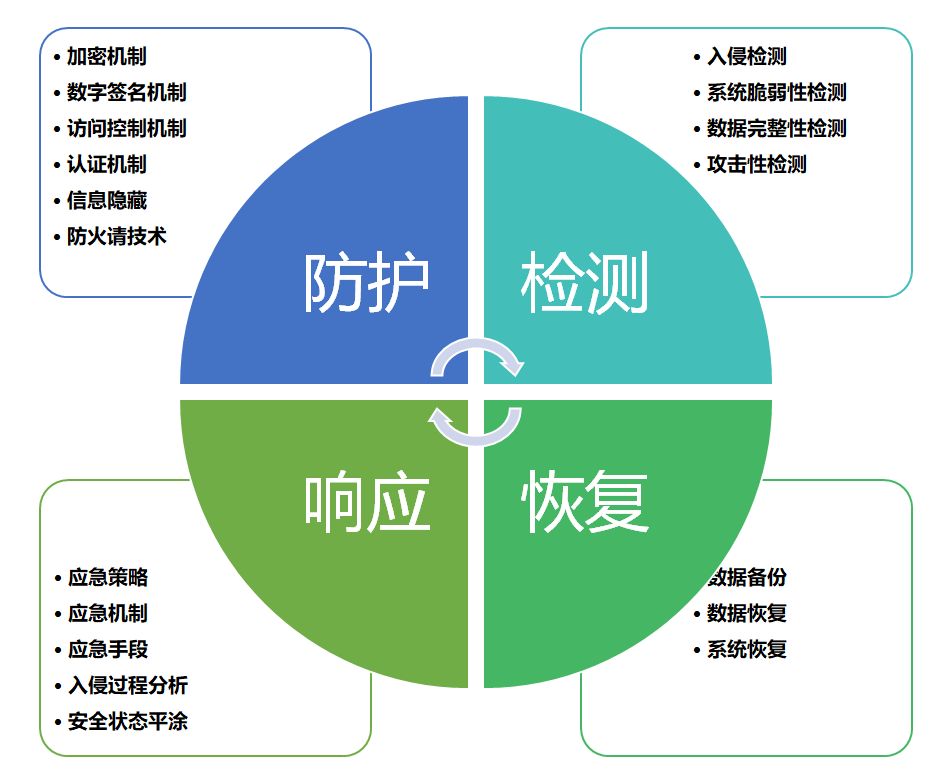 • 加密机制
• 数字签名机制
• 访问控制机制
• 认证机制
• 信息隐藏
• 防火请技术
• 入侵检测
• 系统脆弱性检测
• 数据完整性检测
• 攻击性检测
防护
检测
响应
恢复
• 应急策略
• 应急机制
• 应急手段
• 入侵过程分析
• 安全状态平涂
数据备份
• 数据恢复
• 系统恢复